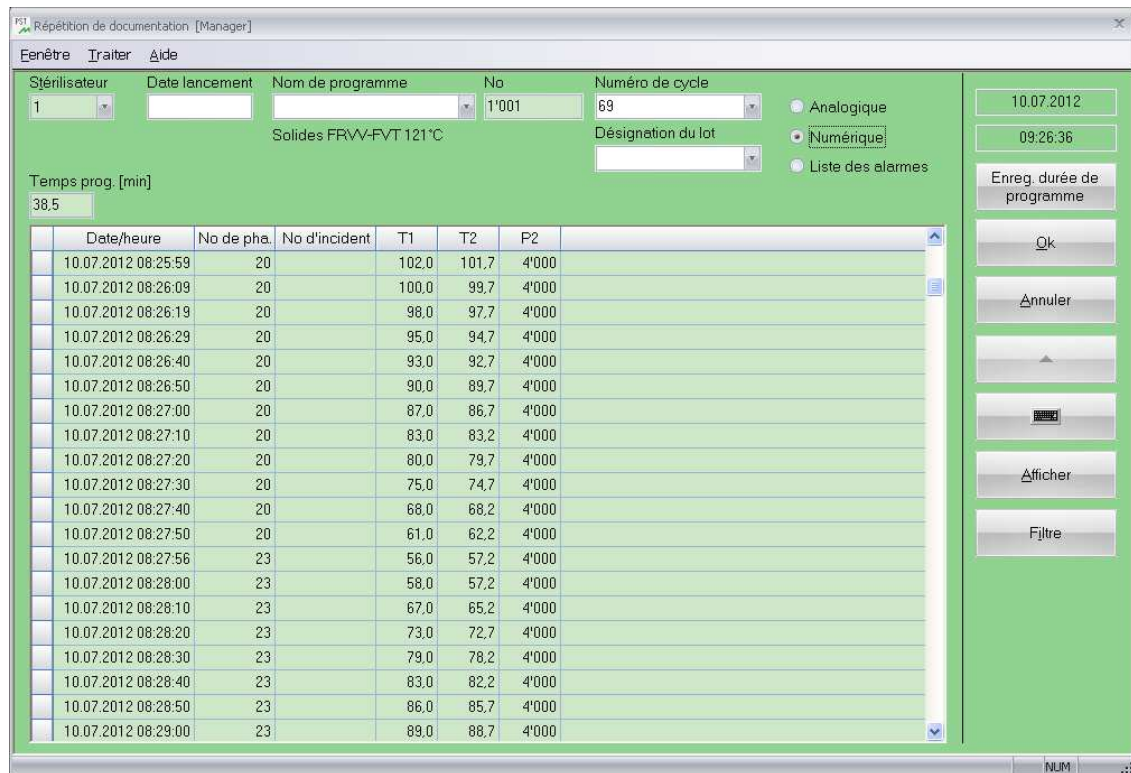 PST Répétition de documentation [Manager]
Fenêtre Traiter Aide
Stérilisateur Date lancement Nom de programme No Numéro de cycle
1 1'001 69
Analogique
Solides FRVV-FVT 121°C Désignation du lot
Numérique
Liste des alarmes
Temps prog. [min]
38,5
Date/heure No de pha. No d'incident T1 T2 P2
10.07.2012 08:25:59 20 102,0 101,7 4'000
10.07.2012 08:26:09 20 100,0 99,7 4'000
10.07.2012 08:26:19 20 98,0 97,7 4'000
10.07.2012 08:26:29 20 95,0 94,7 4'000
10.07.2012 08:26:40 20 93,0 92,7 4'000
10.07.2012 08:26:50 20 90,0 89,7 4'000
10.07.2012 08:27:00 20 87,0 86,7 4'000
10.07.2012 08:27:10 20 83,0 83,2 4'000
10.07.2012 08:27:20 20 80,0 79,7 4'000
10.07.2012 08:27:30 20 75,0 74,7 4'000
10.07.2012 08:27:40 20 68,0 68,2 4'000
10.07.2012 08:27:50 20 61,0 62,2 4'000
10.07.2012 08:27:56 23 56,0 57,2 4'000
10.07.2012 08:28:00 23 58,0 57,2 4'000
10.07.2012 08:28:10 23 67,0 65,2 4'000
10.07.2012 08:28:20 23 73,0 72,7 4'000
10.07.2012 08:28:30 23 79,0 78,2 4'000
10.07.2012 08:28:40 23 83,0 82,2 4'000
10.07.2012 08:28:50 23 86,0 85,7 4'000
10.07.2012 08:29:00 23 89,0 88,7 4'000
10.07.2012
09:26:36
Enreg. durée de
programme
Ok
Annuler
Afficher
Filtre
NUM